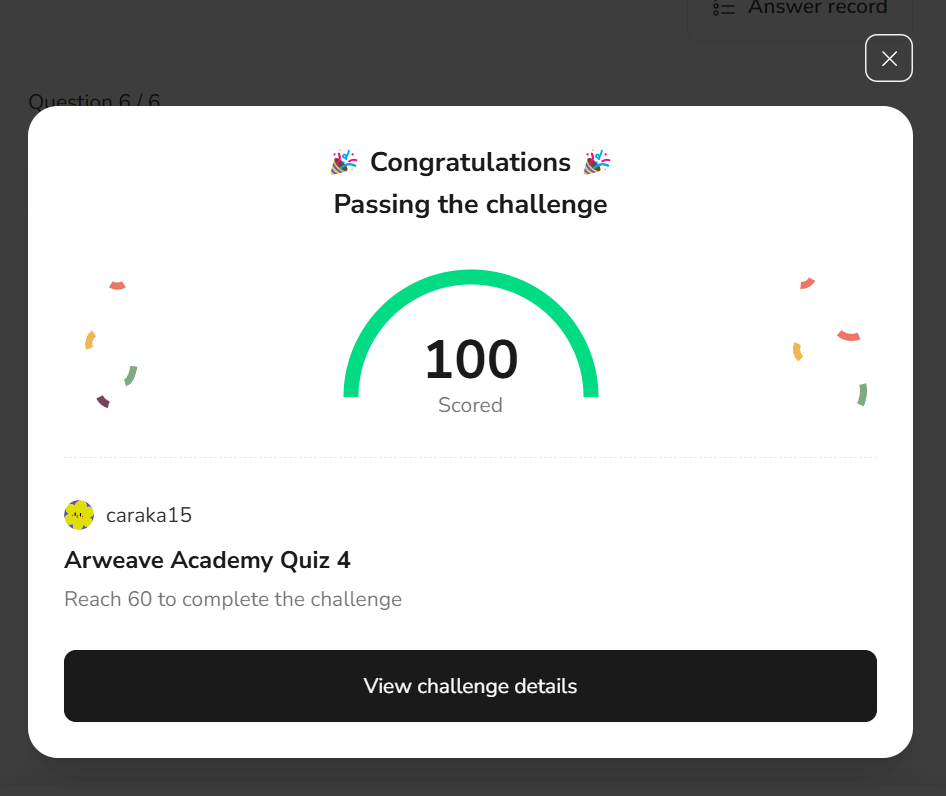 Answer record
Question 6 / 6
Congratulations
Passing the challenge
100
Scored
caraka15
Arweave Academy Quiz 4
Reach 60 to complete the challenge
View challenge details